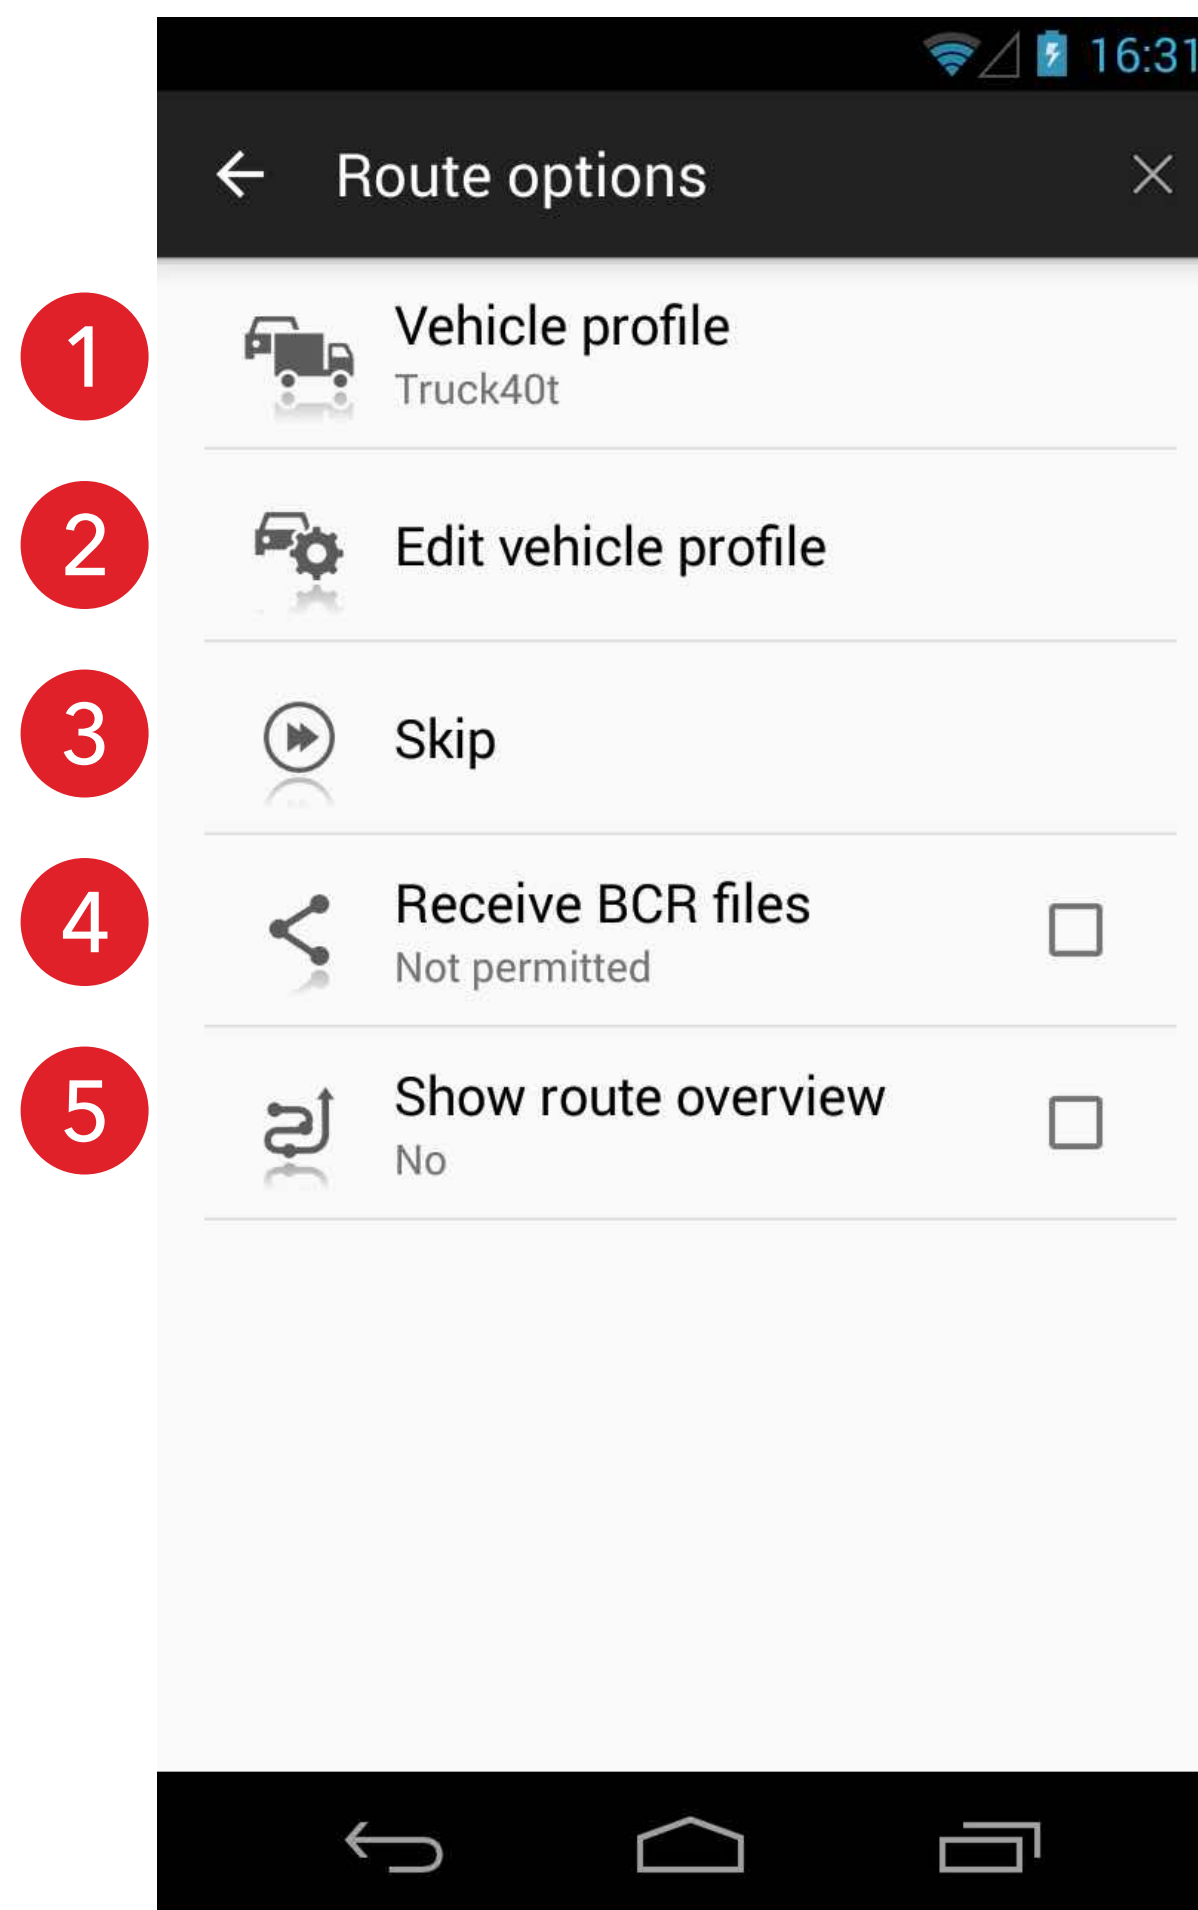 16:31
Route options
1
Vehicle profile
Truck40t
2
Edit vehicle profile
3
Skip
4
Receive BCR files
Not permitted
5
Show route overview
No